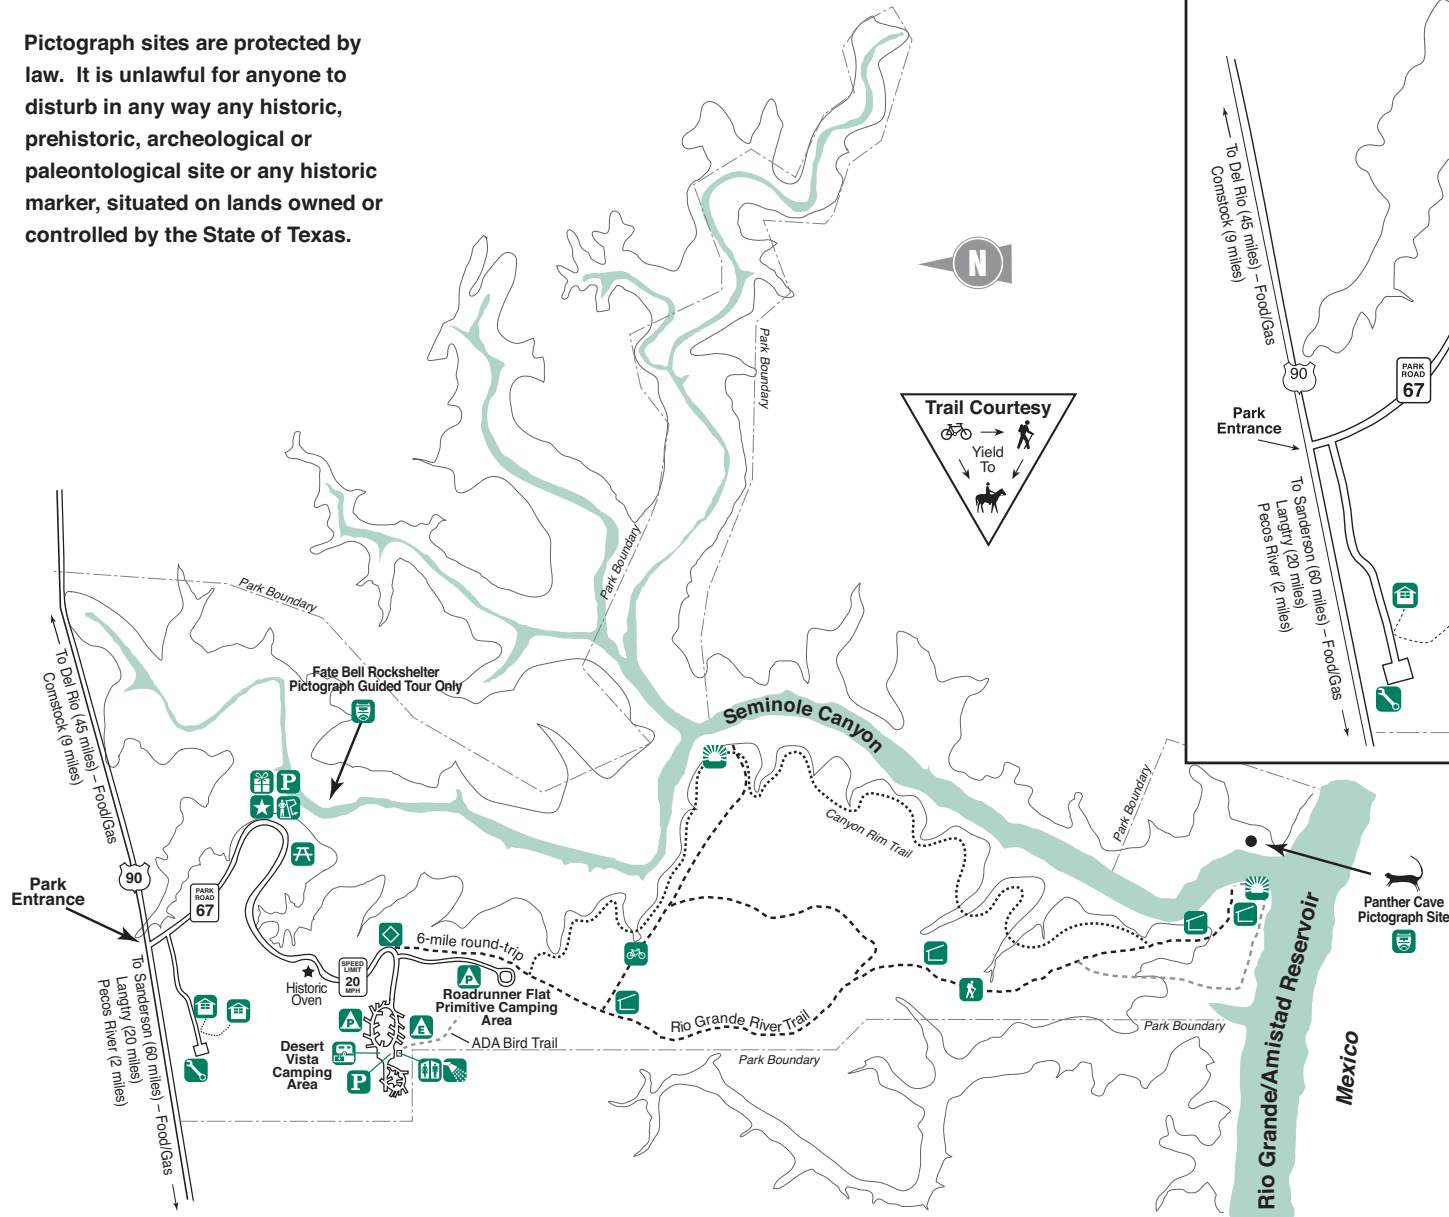 Pictograph sites are protected by
law.  It is unlawful for anyone to
disturb in any way any historic,
prehistoric, archeological or
paleontological site or any historic
marker, situated on lands owned or
controlled by the State of Texas.
N
Trail Courtesy
Yield
To
Park Boundary
Park Boundary
Park Boundary
To Del Rio (45 miles) – Food/Gas
Comstock (9 miles)
90
PARK
ROAD
67
Park
Entrance
To Sanderson (60 miles) – Food/Gas
Langtry (20 miles)
Pecos River (2 miles)
Fate Bell Rockshelter
Pictograph Guided Tour Only
P
Seminole Canyon
Canyon Rim Trail
Park Boundary
To Del Rio (45 miles) – Food/Gas
Comstock (9 miles)
90
Park
Entrance
PARK
ROAD
67
To Sanderson (60 miles) – Food/Gas
Langtry (20 miles)
Pecos River (2 miles)
Historic
Oven
SPEED
LIMIT
20
MPH
6-mile round-trip
P
Roadrunner Flat
Primitive Camping
Area
P
E
ADA Bird Trail
Desert
Vista
Camping
Area
P
Rio Grande River Trail
Park Boundary
Park Boundary
Panther Cave
Pictograph Site
Rio Grande/Amistad Reservoir
Mexico